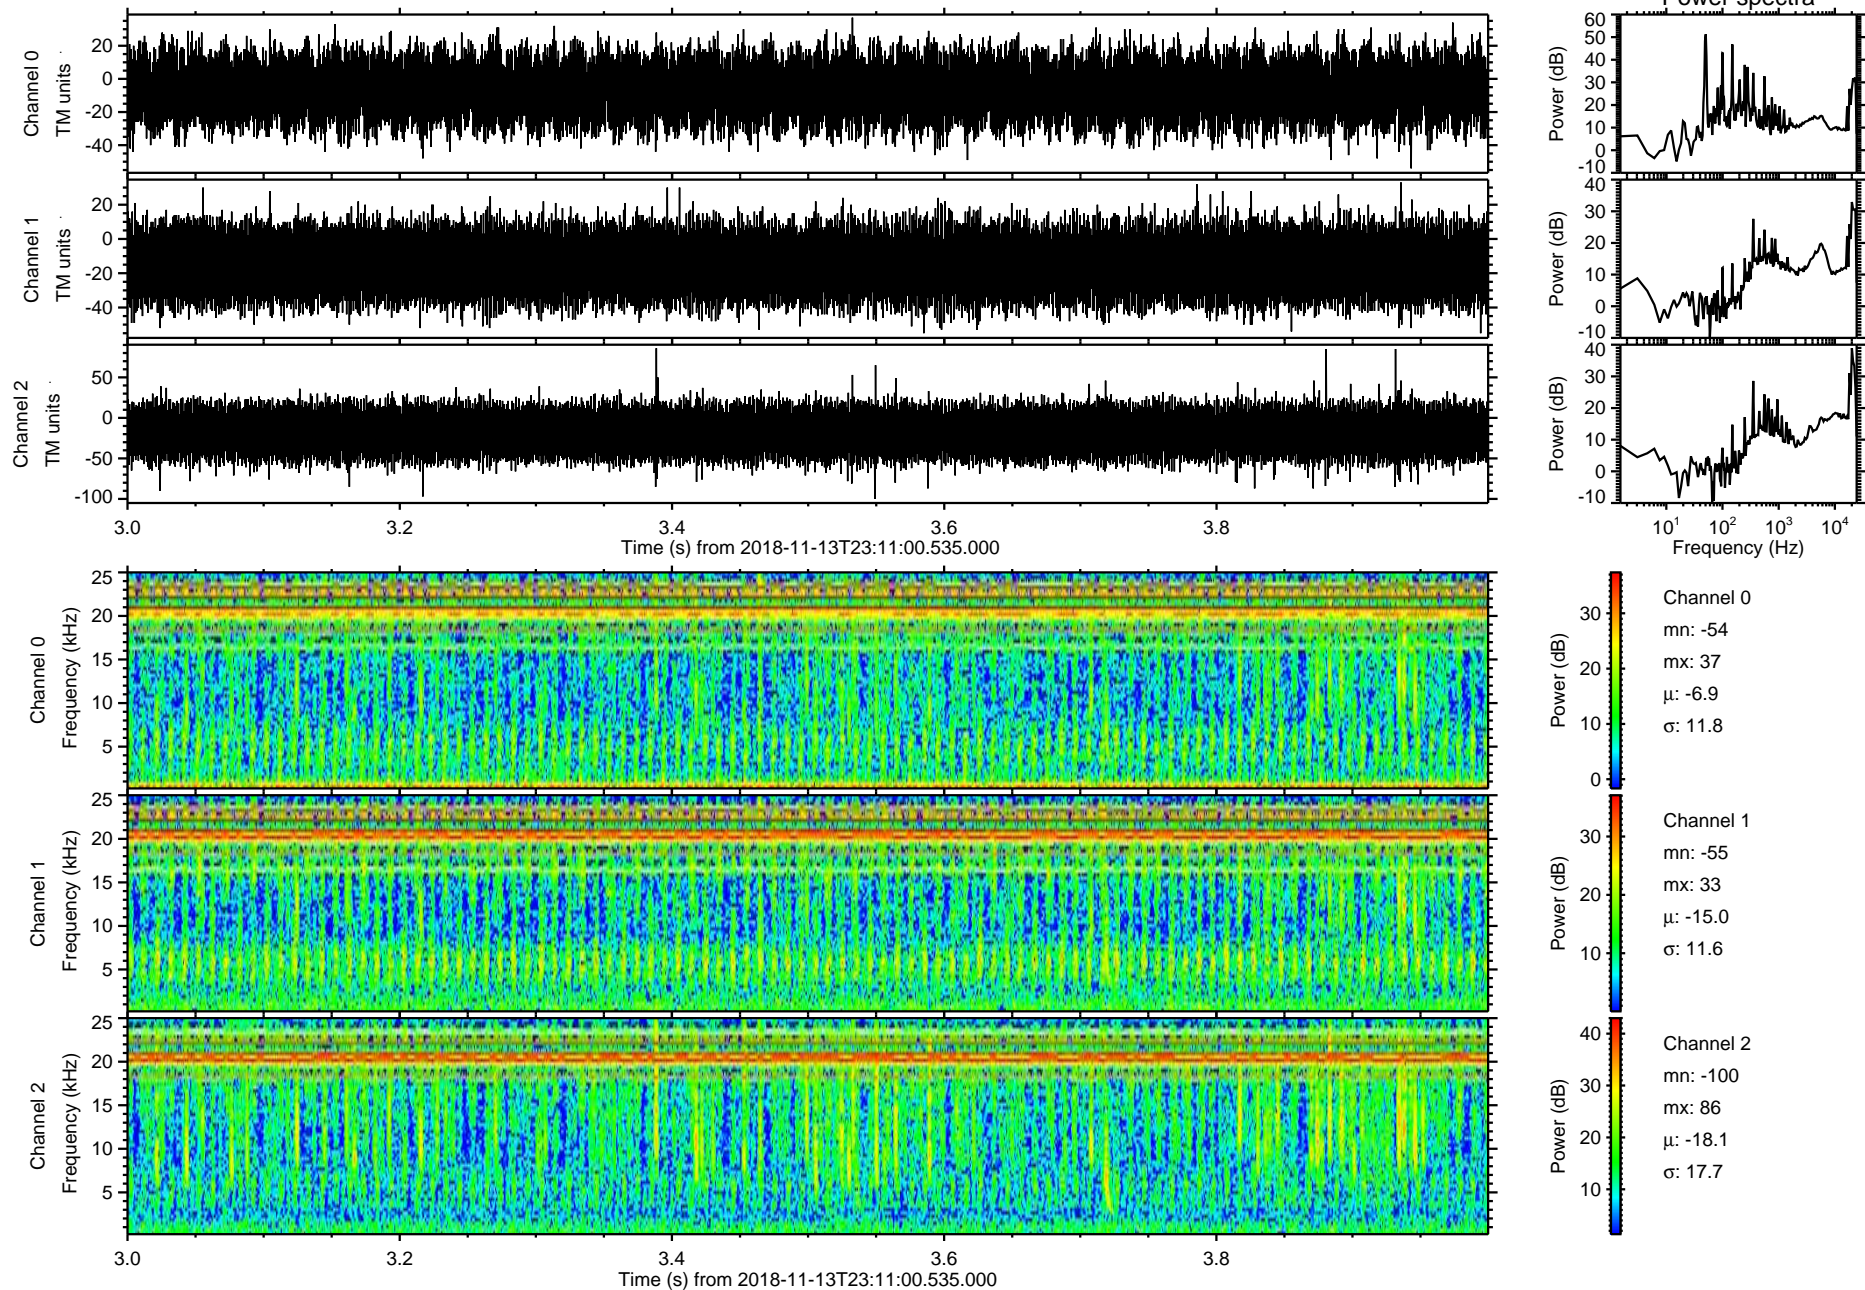 Power spectra
Channel 0
TM units
20
0
-20
-40
Power (dB)
60
50
40
30
20
10
0
-10
Channel 1
TM units
20
0
-20
-40
Power (dB)
40
30
20
10
0
-10
Channel 2
TM units
50
0
-50
-100
Power (dB)
40
30
20
10
0
-10
3.0 3.2 3.4 3.6 3.8
Time (s) from 2018-11-13T23:11:00.535.000
10^1 10^2 10^3 10^4
Frequency (Hz)
Channel 0
Frequency (kHz)
25
20
15
10
5
Power (dB)
30
20
10
0
Channel 0
mn: -54
mx: 37
μ: -6.9
σ: 11.8
Channel 1
Frequency (kHz)
25
20
15
10
5
Power (dB)
30
20
10
Channel 1
mn: -55
mx: 33
μ: -15.0
σ: 11.6
Channel 2
Frequency (kHz)
25
20
15
10
5
Power (dB)
40
30
20
10
Channel 2
mn: -100
mx: 86
μ: -18.1
σ: 17.7
3.0 3.2 3.4 3.6 3.8
Time (s) from 2018-11-13T23:11:00.535.000